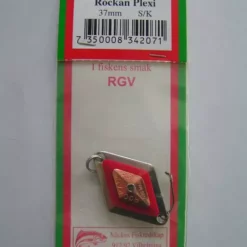 Rockan Plexi
37mm S/K
7 350008 342071
I fiskens smak
RGV